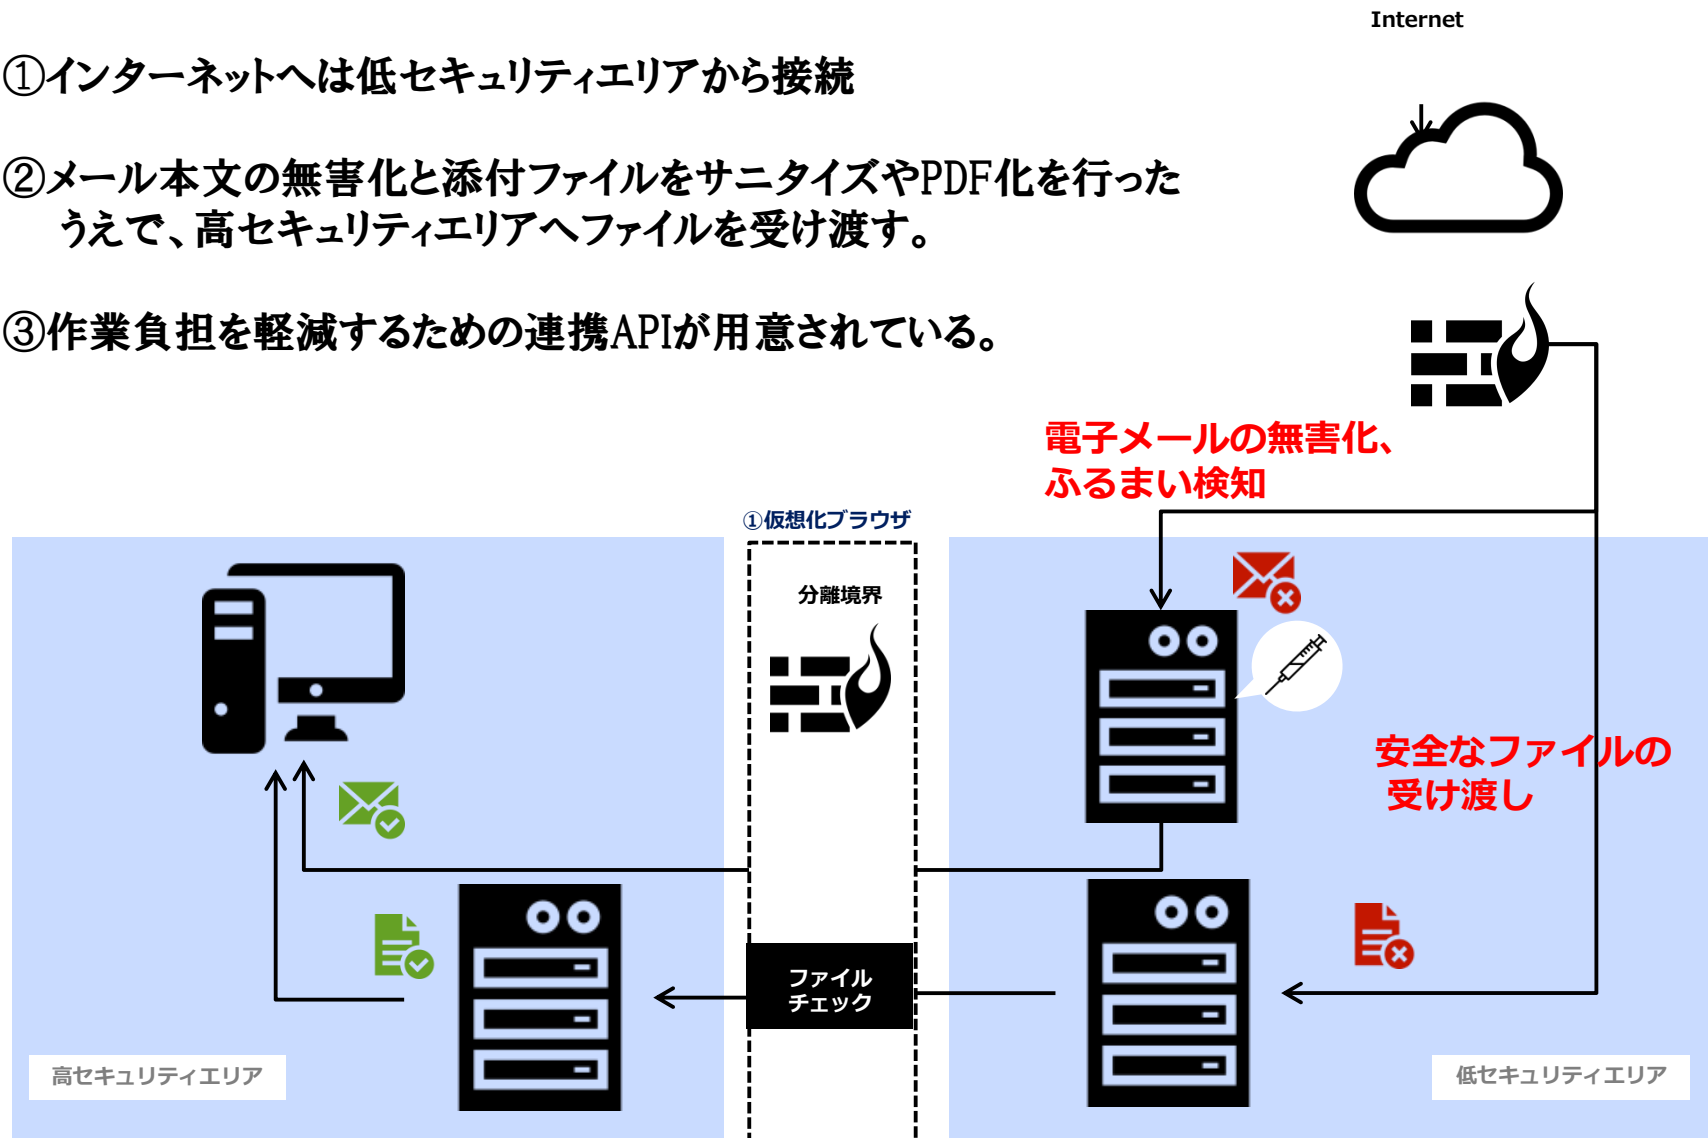 Internet
①インターネットへは低セキュリティエリアから接続
②メール本文の無害化と添付ファイルをサニタイズやPDF化を行った
うえで、高セキュリティエリアへファイルを受け渡す。
③作業負担を軽減するための連携APIが用意されている。
電子メールの無害化、
ふるまい検知
①仮想化ブラウザ
分離境界
安全なファイルの
受け渡し
ファイル
チェック
高セキュリティエリア
低セキュリティエリア